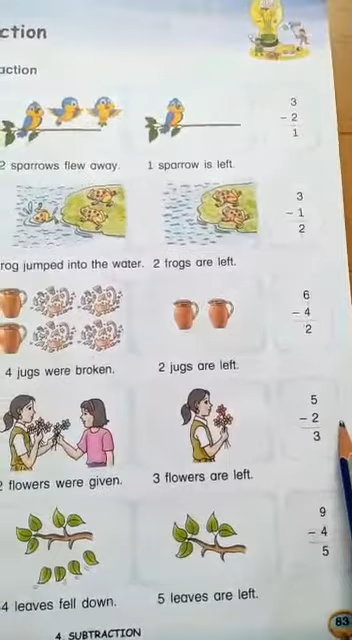 ction
action
3
- 2
1
2 sparrows flew away. 1 sparrow is left.
3
- 1
2
rog jumped into the water. 2 frogs are left.
6
- 4
2
4 jugs were broken. 2 jugs are left.
5
- 2
3
2 flowers were given. 3 flowers are left.
9
- 4
5
4 leaves fell down. 5 leaves are left.
4 SUBTRACTION
83